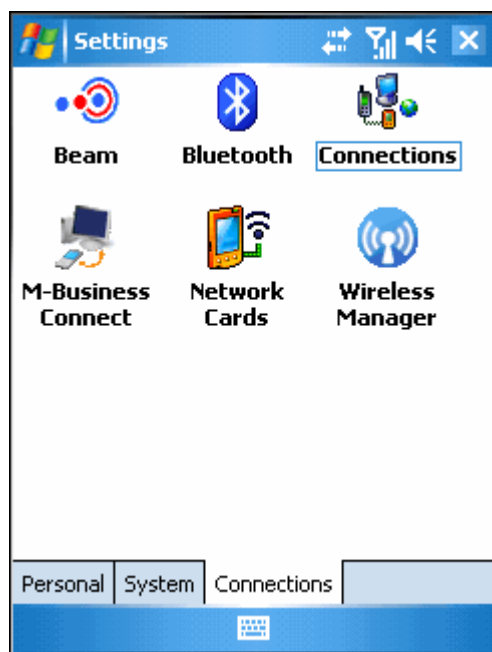 Settings
Beam
Bluetooth
Connections
M-Business
Connect
Network
Cards
Wireless
Manager
Personal
System
Connections